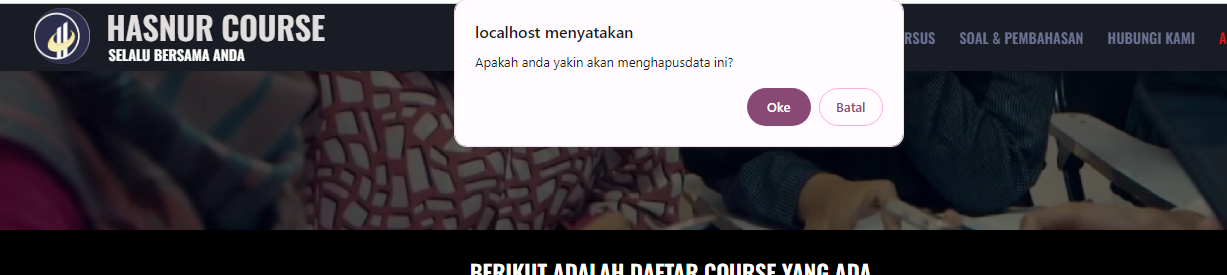 HASNUR COURSE
SELALU BERSAMA ANDA
localhost menyatakan
Apakah anda yakin akan menghapusdata ini?
Oke Batal
RSUS SOAL & PEMBAHASAN HUBUNGI KAMI A
BERIKUT ADALAH DAFTAR COURSE YANG ADA